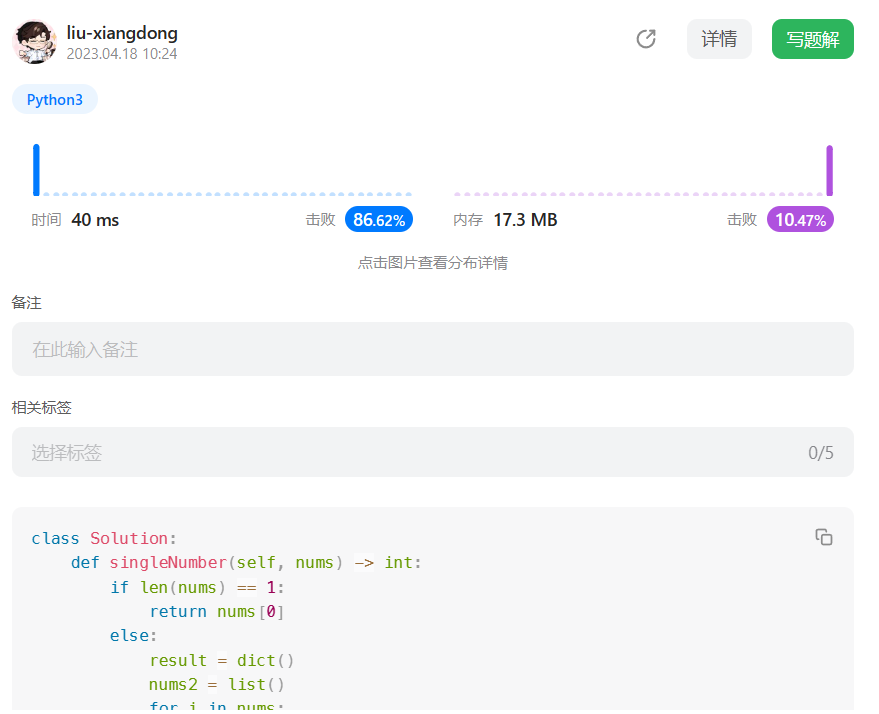 liu-xiangdong
2023.04.18 10:24
详情
写题解
Python3
时间 40 ms 击败 86.62% 内存 17.3 MB 击败 10.47%
点击图片查看分布详情
备注
在此输入备注
相关标签
选择标签 0/5
class Solution:
    def singleNumber(self, nums) -> int:
        if len(nums) == 1:
            return nums[0]
        else:
            result = dict()
            nums2 = list()
            for i in nums: